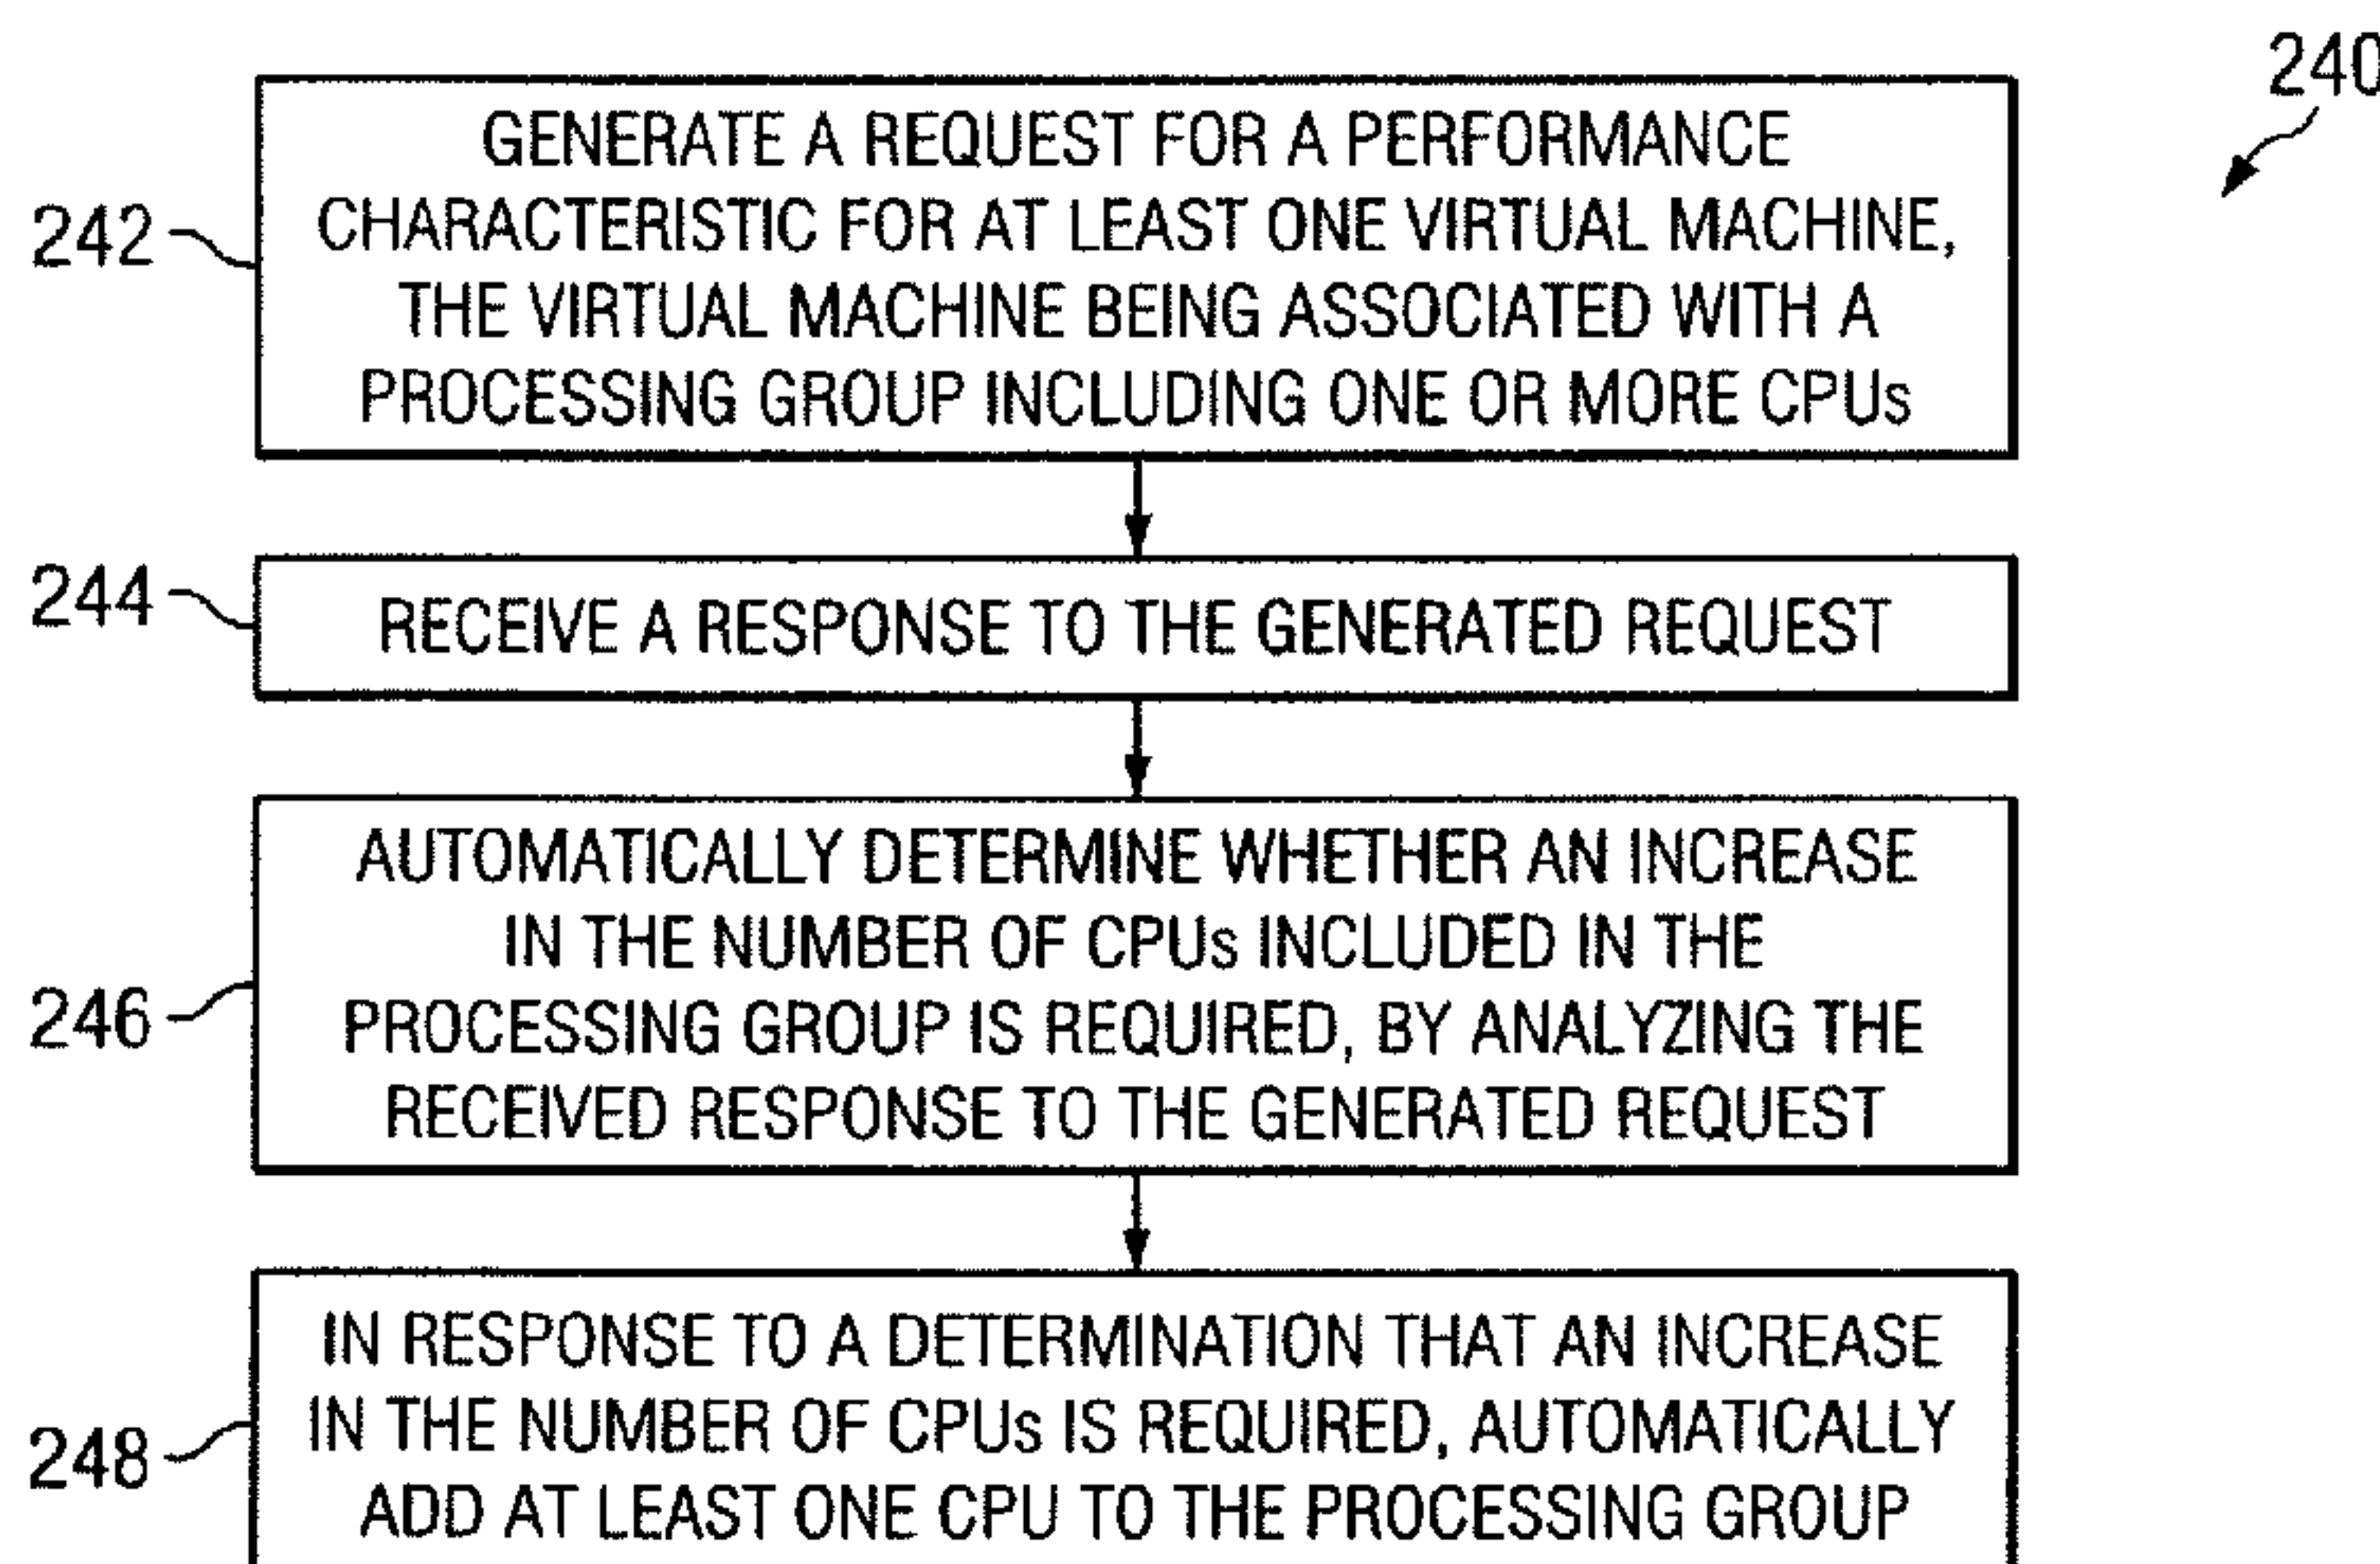 240
242
GENERATE A REQUEST FOR A PERFORMANCE
CHARACTERISTIC FOR AT LEAST ONE VIRTUAL MACHINE,
THE VIRTUAL MACHINE BEING ASSOCIATED WITH A
PROCESSING GROUP INCLUDING ONE OR MORE CPUs
244
RECEIVE A RESPONSE TO THE GENERATED REQUEST
246
AUTOMATICALLY DETERMINE WHETHER AN INCREASE
IN THE NUMBER OF CPUs INCLUDED IN THE
PROCESSING GROUP IS REQUIRED, BY ANALYZING THE
RECEIVED RESPONSE TO THE GENERATED REQUEST
248
IN RESPONSE TO A DETERMINATION THAT AN INCREASE
IN THE NUMBER OF CPUs IS REQUIRED, AUTOMATICALLY
ADD AT LEAST ONE CPU TO THE PROCESSING GROUP